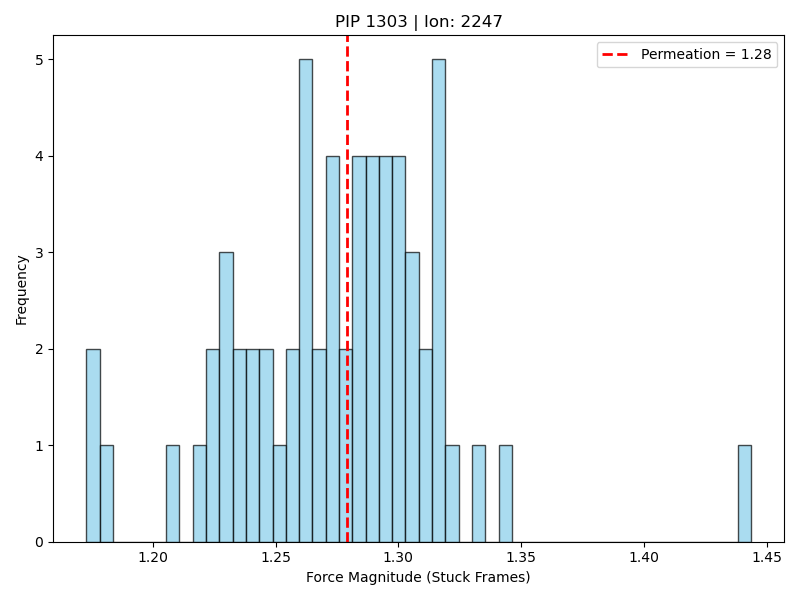 PIP 1303 | Ion: 2247
Permeation = 1.28
Frequency
5
4
3
2
1
0
1.20 1.25 1.30 1.35 1.40 1.45
Force Magnitude (Stuck Frames)